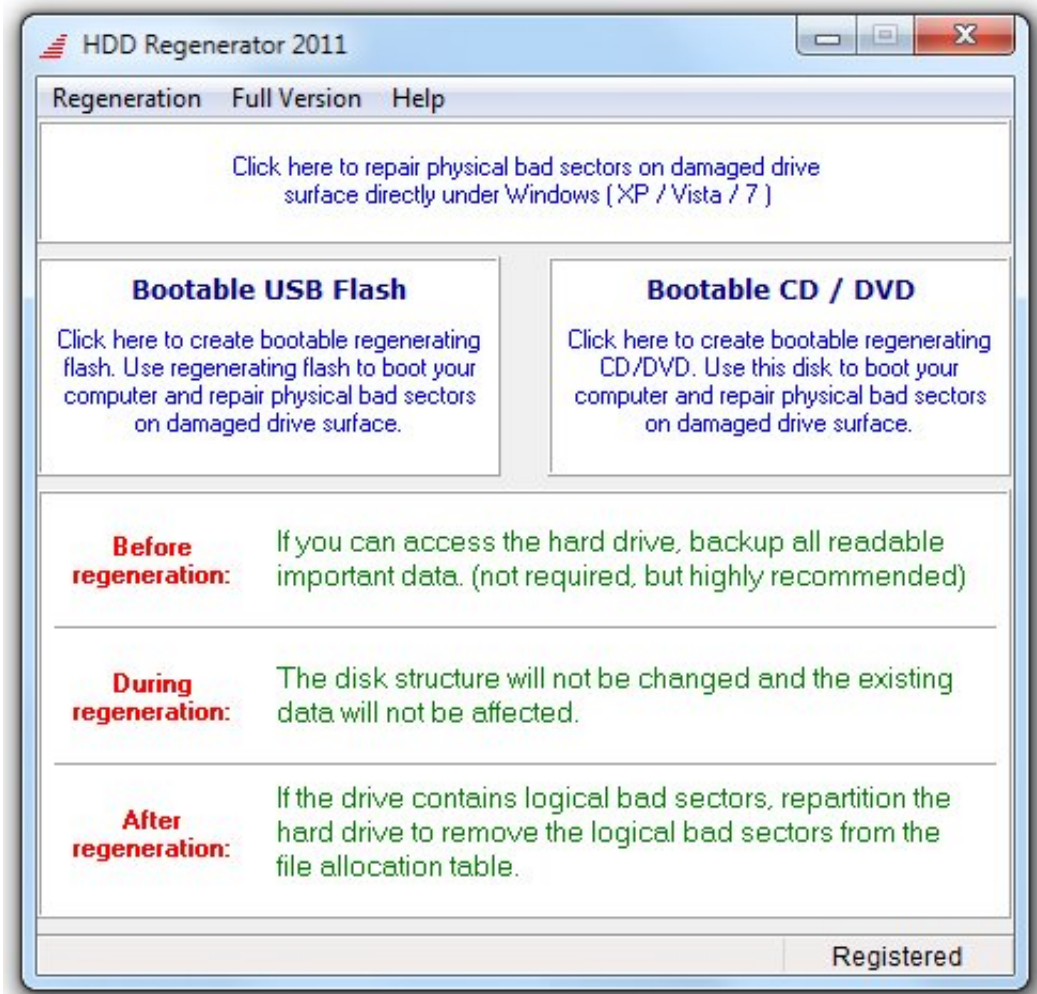 HDD Regenerator 2011
Regeneration Full Version Help
Click here to repair physical bad sectors on damaged drive
surface directly under Windows ( XP / Vista / 7 )
Bootable USB Flash
Click here to create bootable regenerating
flash. Use regenerating flash to boot your
computer and repair physical bad sectors
on damaged drive surface.
Bootable CD / DVD
Click here to create bootable regenerating
CD/DVD. Use this disk to boot your
computer and repair physical bad sectors
on damaged drive surface.
Before
regeneration:
If you can access the hard drive, backup all readable
important data. (not required, but highly recommended)
During
regeneration:
The disk structure will not be changed and the existing
data will not be affected.
After
regeneration:
If the drive contains logical bad sectors, repartition the
hard drive to remove the logical bad sectors from the
file allocation table.
Registered